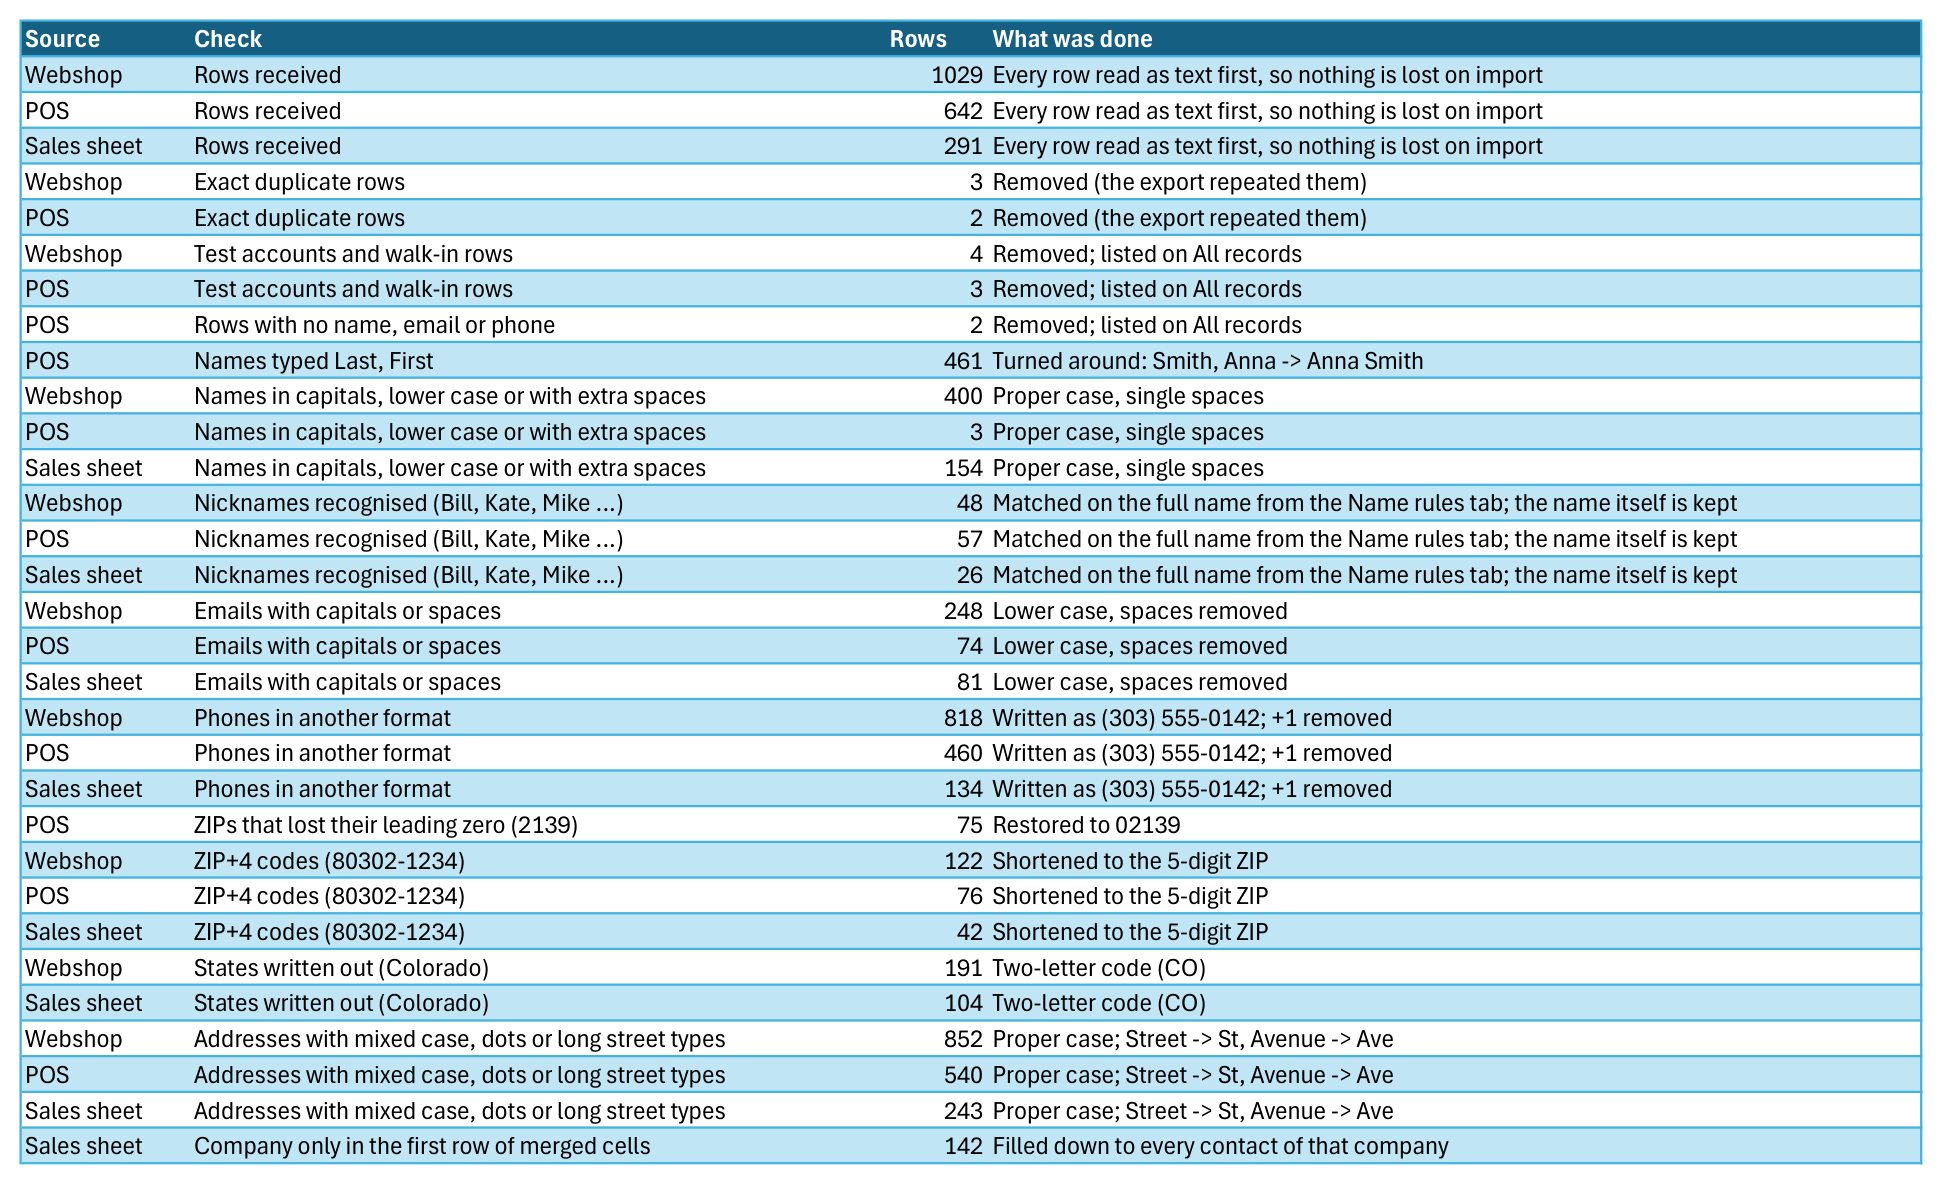 Source Check Rows What was done
Webshop Rows received 1029 Every row read as text first, so nothing is lost on import
POS Rows received 642 Every row read as text first, so nothing is lost on import
Sales sheet Rows received 291 Every row read as text first, so nothing is lost on import
Webshop Exact duplicate rows 3 Removed (the export repeated them)
POS Exact duplicate rows 2 Removed (the export repeated them)
Webshop Test accounts and walk-in rows 4 Removed; listed on All records
POS Test accounts and walk-in rows 3 Removed; listed on All records
POS Rows with no name, email or phone 2 Removed; listed on All records
POS Names typed Last, First 461 Turned around: Smith, Anna -> Anna Smith
Webshop Names in capitals, lower case or with extra spaces 400 Proper case, single spaces
POS Names in capitals, lower case or with extra spaces 3 Proper case, single spaces
Sales sheet Names in capitals, lower case or with extra spaces 154 Proper case, single spaces
Webshop Nicknames recognised (Bill, Kate, Mike ...) 48 Matched on the full name from the Name rules tab; the name itself is kept
POS Nicknames recognised (Bill, Kate, Mike ...) 57 Matched on the full name from the Name rules tab; the name itself is kept
Sales sheet Nicknames recognised (Bill, Kate, Mike ...) 26 Matched on the full name from the Name rules tab; the name itself is kept
Webshop Emails with capitals or spaces 248 Lower case, spaces removed
POS Emails with capitals or spaces 74 Lower case, spaces removed
Sales sheet Emails with capitals or spaces 81 Lower case, spaces removed
Webshop Phones in another format 818 Written as (303) 555-0142; +1 removed
POS Phones in another format 460 Written as (303) 555-0142; +1 removed
Sales sheet Phones in another format 134 Written as (303) 555-0142; +1 removed
POS ZIPs that lost their leading zero (2139) 75 Restored to 02139
Webshop ZIP+4 codes (80302-1234) 122 Shortened to the 5-digit ZIP
POS ZIP+4 codes (80302-1234) 76 Shortened to the 5-digit ZIP
Sales sheet ZIP+4 codes (80302-1234) 42 Shortened to the 5-digit ZIP
Webshop States written out (Colorado) 191 Two-letter code (CO)
Sales sheet States written out (Colorado) 104 Two-letter code (CO)
Webshop Addresses with mixed case, dots or long street types 852 Proper case; Street -> St, Avenue -> Ave
POS Addresses with mixed case, dots or long street types 540 Proper case; Street -> St, Avenue -> Ave
Sales sheet Addresses with mixed case, dots or long street types 243 Proper case; Street -> St, Avenue -> Ave
Sales sheet Company only in the first row of merged cells 142 Filled down to every contact of that company